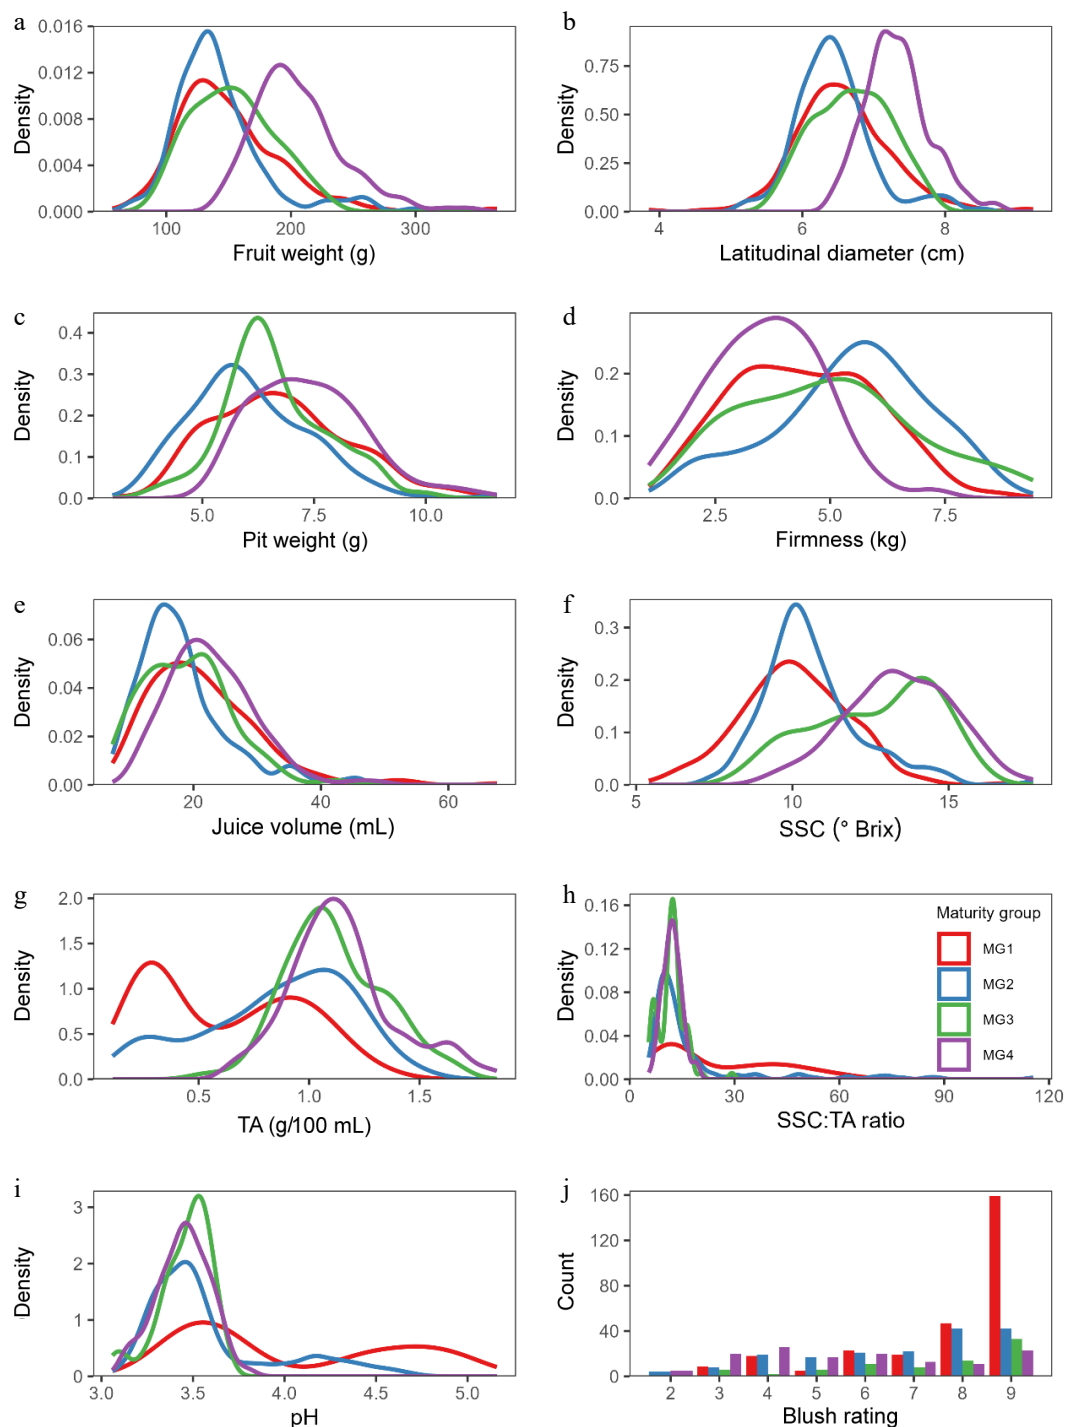 a
0.016
0.012
0.008
0.004
0.000
Density
100 200 300
Fruit weight (g)
b
0.75
0.50
0.25
0.00
Density
4 6 8
Latitudinal diameter (cm)
c
0.4
0.3
0.2
0.1
0.0
Density
5.0 7.5 10.0
Pit weight (g)
d
0.2
0.1
0.0
Density
2.5 5.0 7.5
Firmness (kg)
e
0.06
0.04
0.02
0.00
Density
20 40 60
Juice volume (mL)
f
0.3
0.2
0.1
0.0
Density
5 10 15
SSC (° Brix)
g
2.0
1.5
1.0
0.5
0.0
Density
0.5 1.0 1.5
TA (g/100 mL)
h
0.16
0.12
0.08
0.04
0.00
Density
0 30 60 90 120
SSC:TA ratio
Maturity group
MG1
MG2
MG3
MG4
i
3
2
1
0
Density
3.0 3.5 4.0 4.5 5.0
pH
j
160
120
80
40
0
Count
2 3 4 5 6 7 8 9
Blush rating